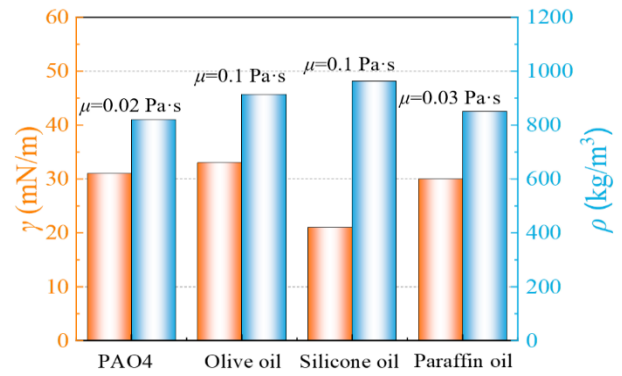 60
50
40
30
20
10
0
γ (mN/m)
1200
1000
800
600
400
200
0
ρ (kg/m³)
μ=0.02 Pa·s
μ=0.1 Pa·s
μ=0.1 Pa·s
μ=0.03 Pa·s
PAO4 Olive oil Silicone oil Paraffin oil